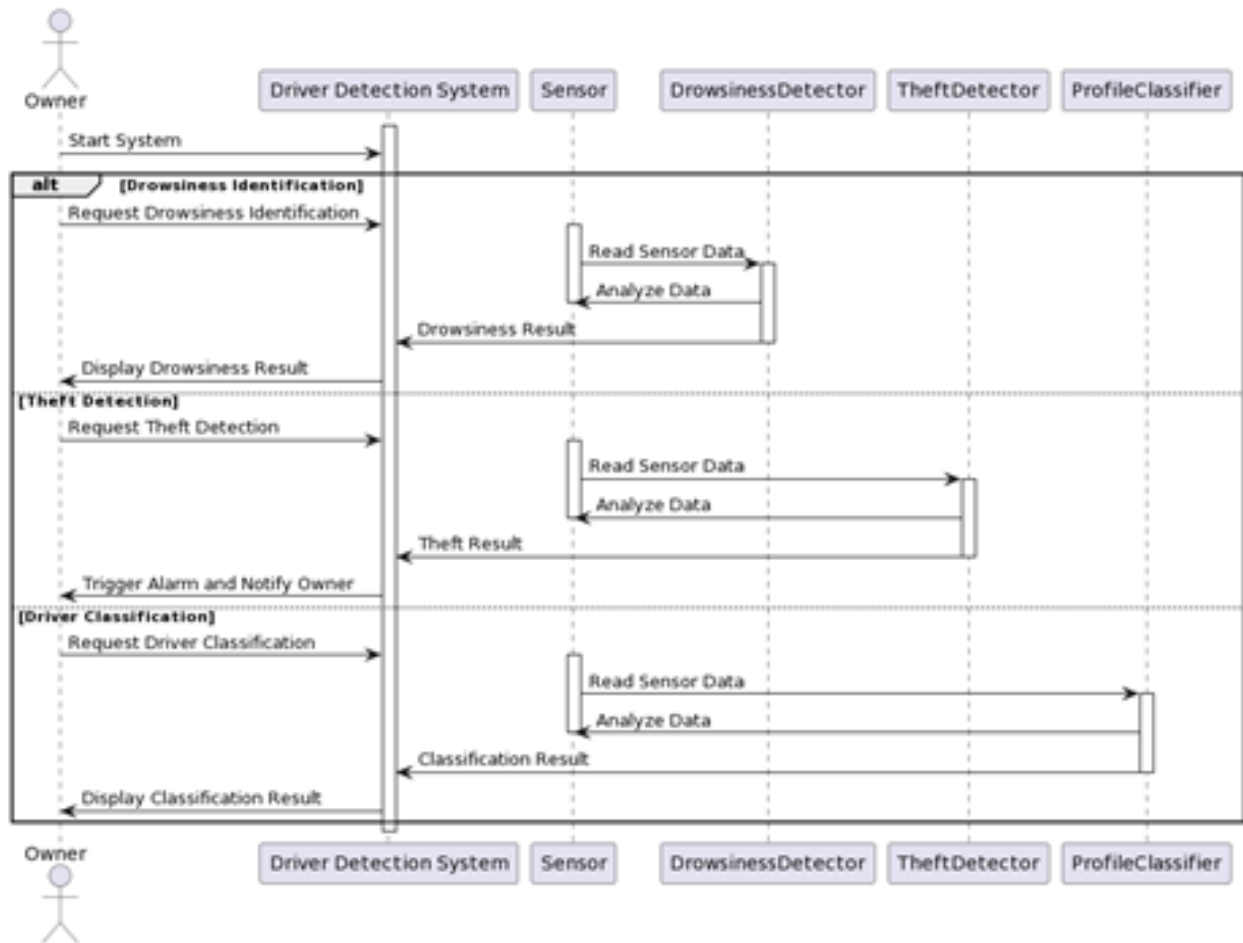 Owner
Driver Detection System
Sensor
DrowsinessDetector
TheftDetector
ProfileClassifier
Start System
alt [Drowsiness Identification]
Request Drowsiness Identification
Read Sensor Data
Analyze Data
Drowsiness Result
Display Drowsiness Result
[Theft Detection]
Request Theft Detection
Read Sensor Data
Analyze Data
Theft Result
Trigger Alarm and Notify Owner
[Driver Classification]
Request Driver Classification
Read Sensor Data
Analyze Data
Classification Result
Display Classification Result
Owner
Driver Detection System
Sensor
DrowsinessDetector
TheftDetector
ProfileClassifier